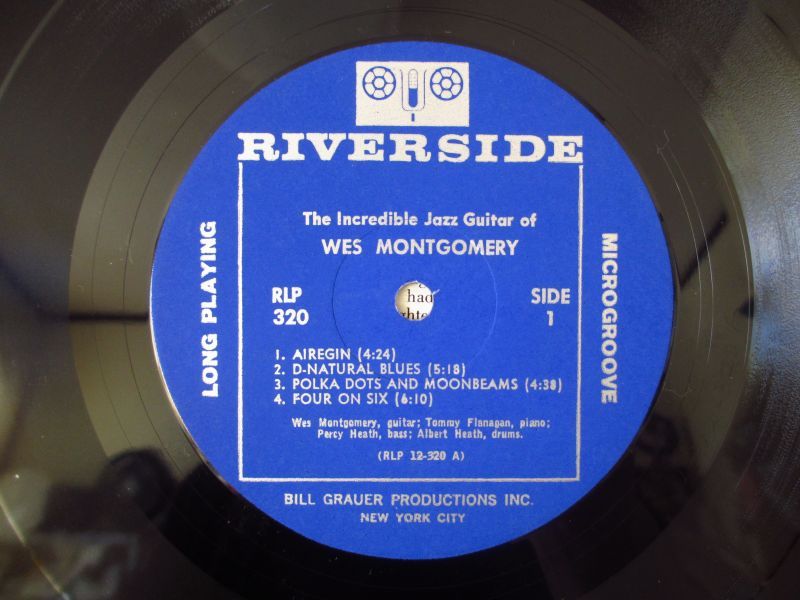 RIVERSIDE
The Incredible Jazz Guitar of
WES MONTGOMERY
LONG PLAYING
MICROGROOVE
RLP
320
had
SIDE
1
1. AIREGIN (4:24)
2. D-NATURAL BLUES (5:18)
3. POLKA DOTS AND MOONBEAMS (4:38)
4. FOUR ON SIX (6:10)
Wes Montgomery, guitar; Tommy Flanagan, piano;
Percy Heath, bass; Albert Heath, drums.
(RLP 12-320 A)
BILL GRAUER PRODUCTIONS INC.
NEW YORK CITY